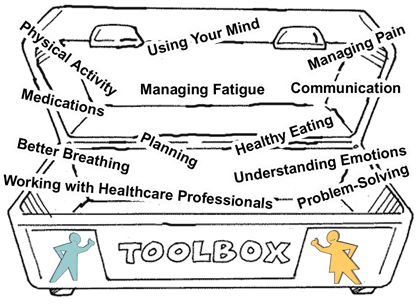 Physical Activity
Using Your Mind
Managing Pain
Medications
Managing Fatigue
Communication
Better Breathing
Planning
Healthy Eating
Understanding Emotions
Working with Healthcare Professionals
Problem-Solving
TOOLBOX